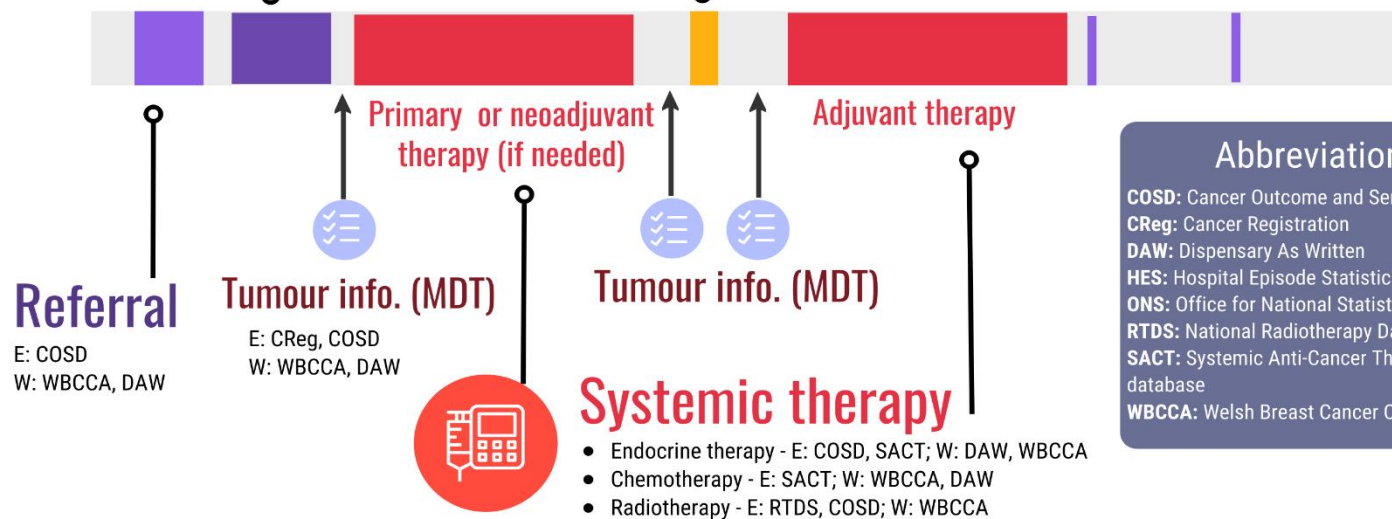 Primary or neoadjuvant
therapy (if needed)
Adjuvant therapy
Referral
E: COSD
W: WBCCA, DAW
Tumour info. (MDT)
E: CReg, COSD
W: WBCCA, DAW
Tumour info. (MDT)
Systemic therapy
• Endocrine therapy - E: COSD, SACT; W: DAW, WBCCA
• Chemotherapy - E: SACT; W: WBCCA, DAW
• Radiotherapy - E: RTDS, COSD; W: WBCCA
Abbreviation
COSD: Cancer Outcome and Ser
CReg: Cancer Registration
DAW: Dispensary As Written
HES: Hospital Episode Statistic
ONS: Office for National Statist
RTDS: National Radiotherapy Da
SACT: Systemic Anti-Cancer Th
database
WBCCA: Welsh Breast Cancer C